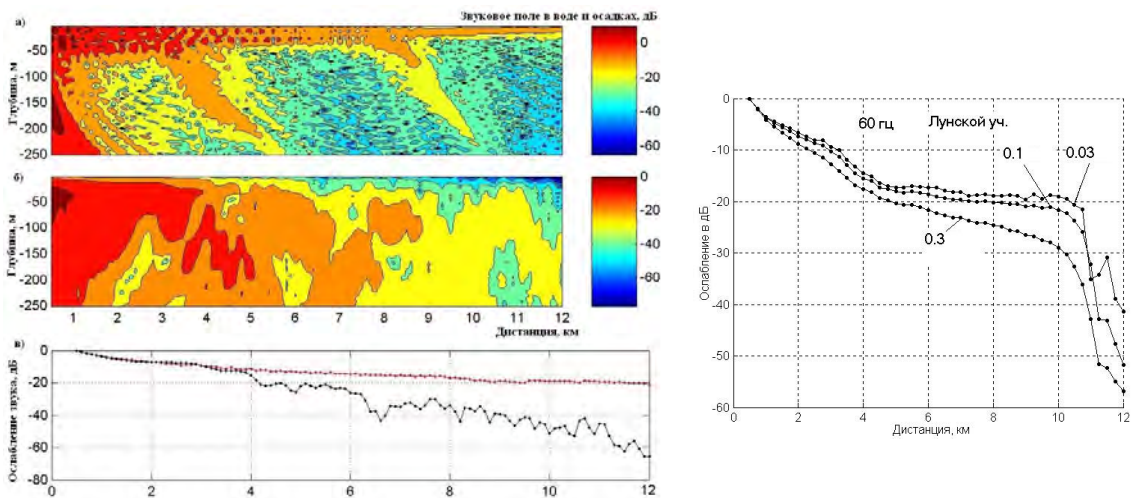 а)
Звуковое поле в воде и осадках, дБ
Глубина, м
-50
-100
-150
-200
-250
0
-20
-40
-60
б)
Глубина, м
0
-50
-100
-150
-200
-250
1 2 3 4 5 6 7 8 9 10 11 12
Дистанция, км
0
-20
-40
-60
в)
Ослабление звука, дБ
0
-20
-40
-60
-80
0 2 4 6 8 10 12
60 гц Лунской уч.
0.1
0.03
0.3
Ослабление в дБ
0
-10
-20
-30
-40
-50
-60
0 2 4 6 8 10 12
Дистанция, км